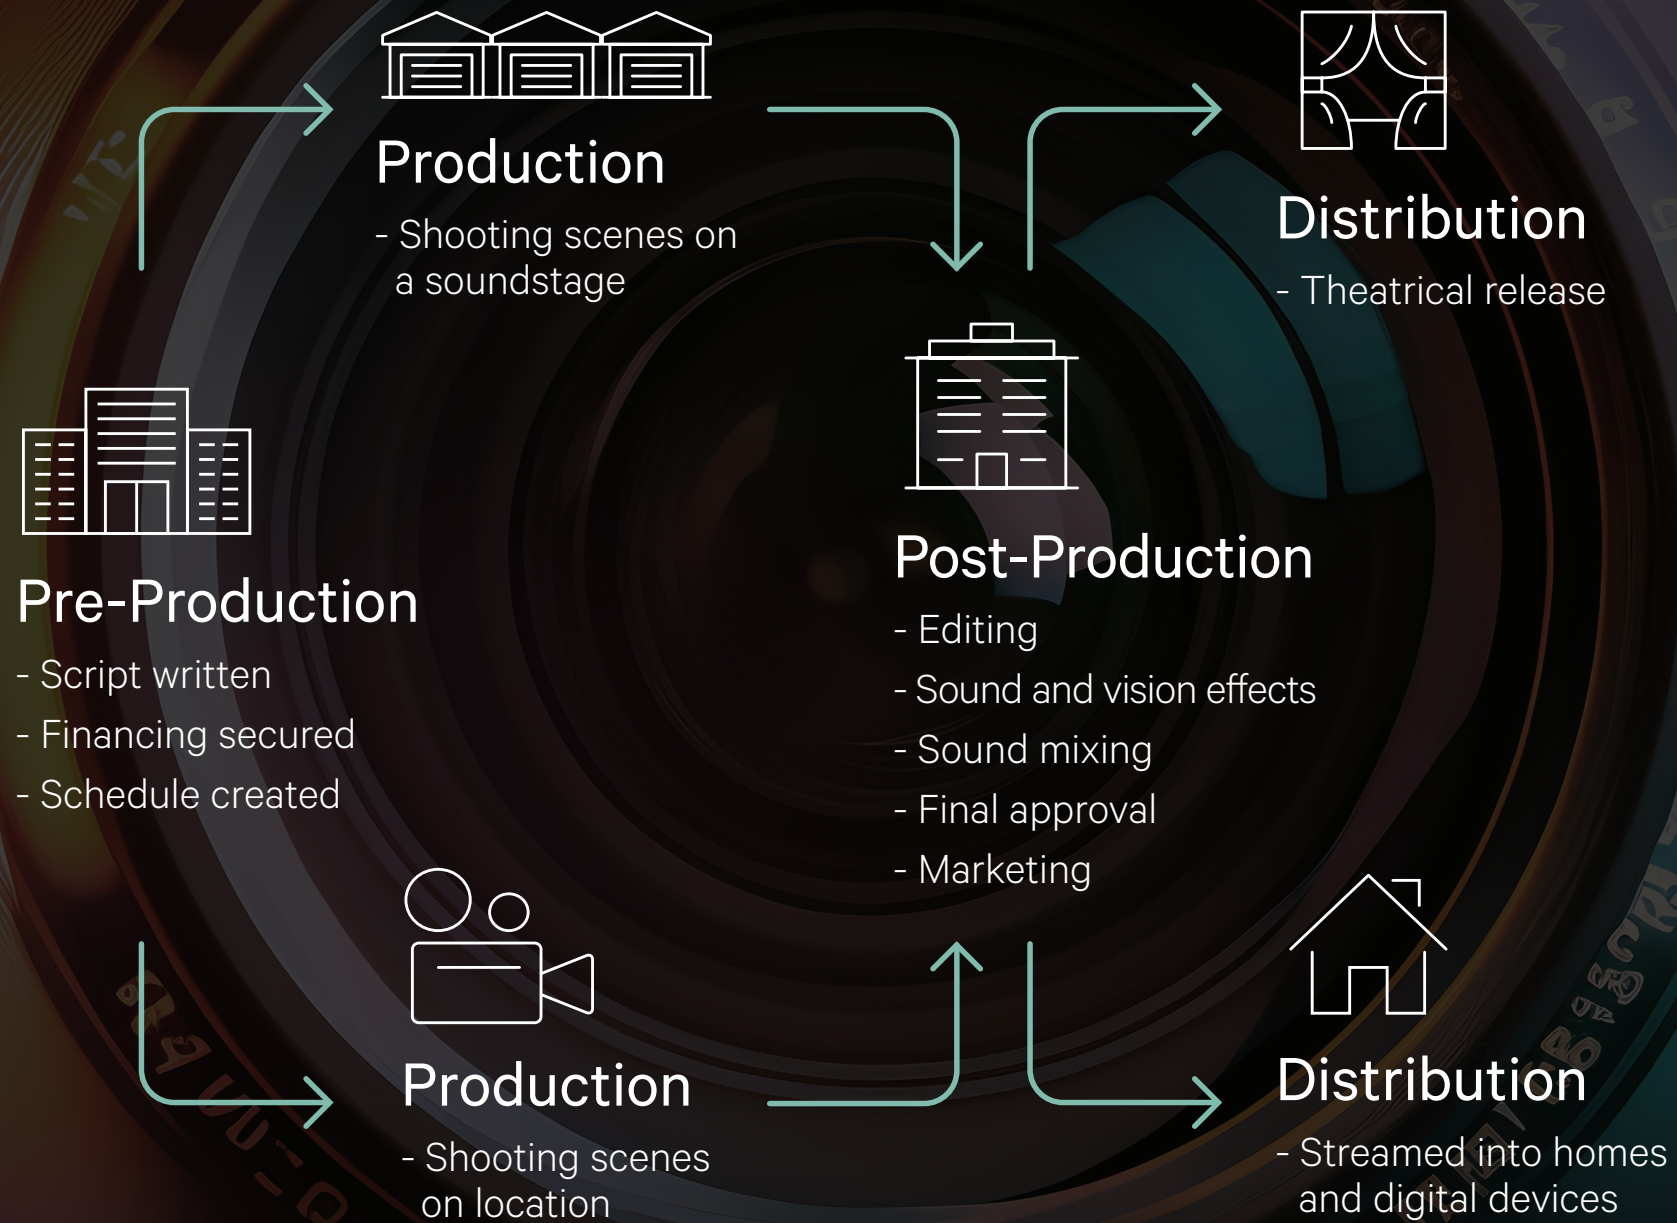 Production
- Shooting scenes on
a soundstage
Distribution
- Theatrical release
Pre-Production
- Script written
- Financing secured
- Schedule created
Post-Production
- Editing
- Sound and vision effects
- Sound mixing
- Final approval
- Marketing
Production
- Shooting scenes
on location
Distribution
- Streamed into homes
and digital devices